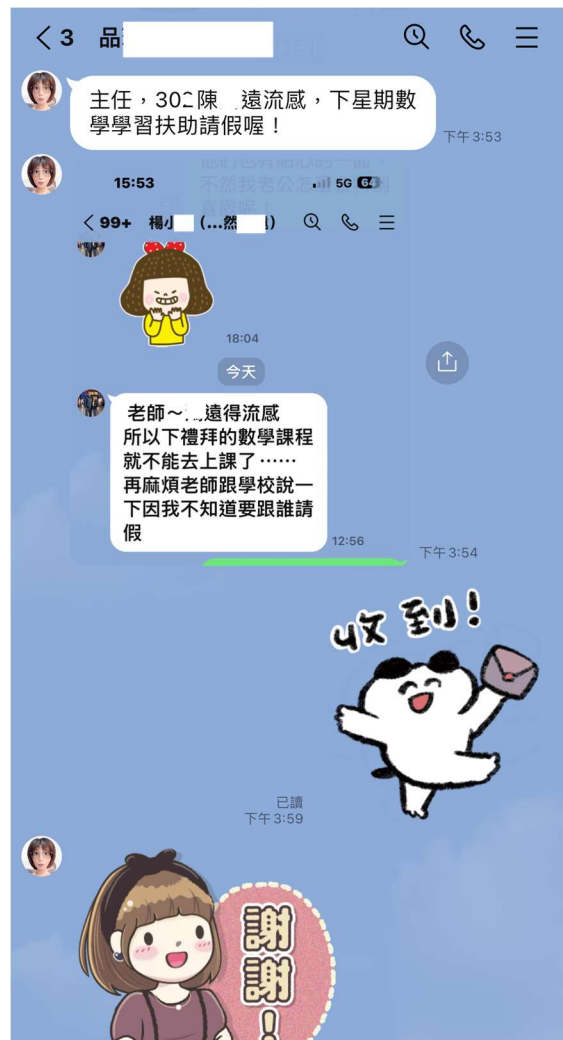 3 品
主任,302陳 遠流感,下星期數
學學習扶助請假喔!
下午3:53
15:53
5G 64
99+ 楊小 (...然 )
18:04
今天
老師~ 遠得流感
所以下禮拜的數學課程
就不能去上課了⋯⋯
再麻煩老師跟學校說一
下因我不知道要跟誰請
假
12:56
下午3:54
收到!
已讀
下午3:59
謝謝!